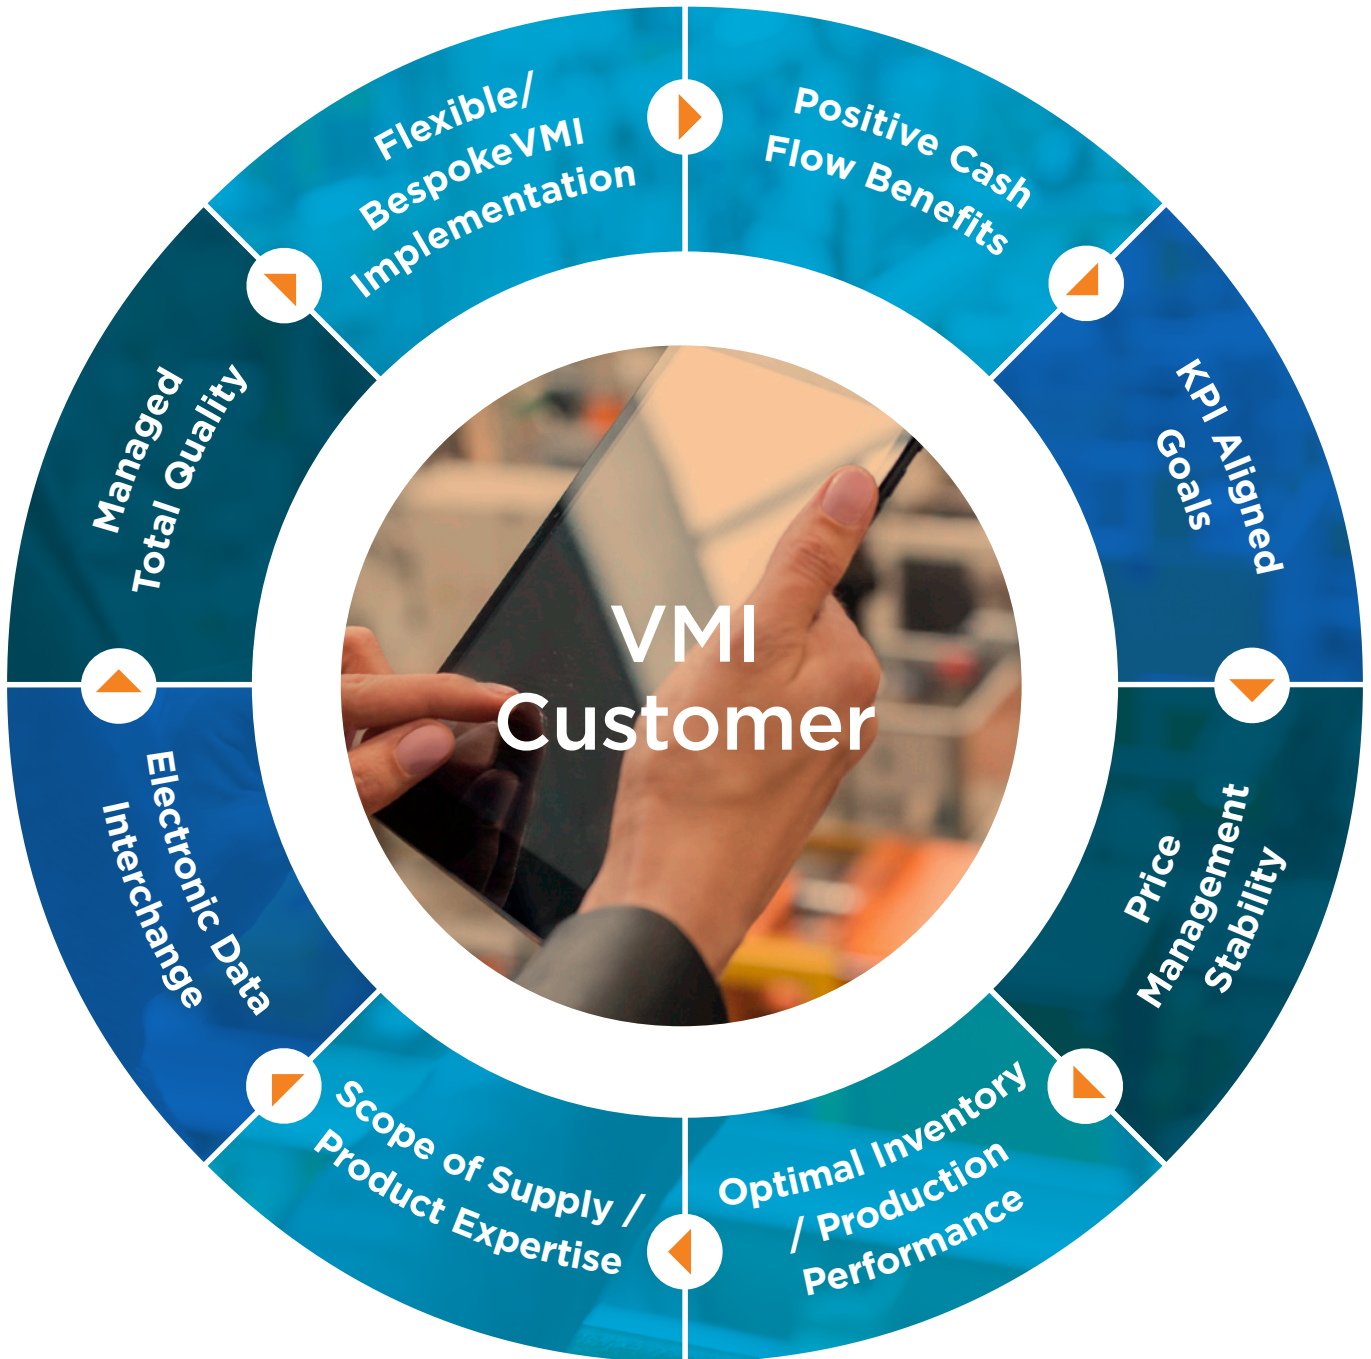 Flexible/
BespokeVMI
Implementation
Positive Cash
Flow Benefits
KPI Aligned
Goals
Price
Management
Stability
Optimal Inventory
/ Production
Performance
Scope of Supply /
Product Expertise
Electronic Data
Interchange
Managed
Total Quality
VMI
Customer